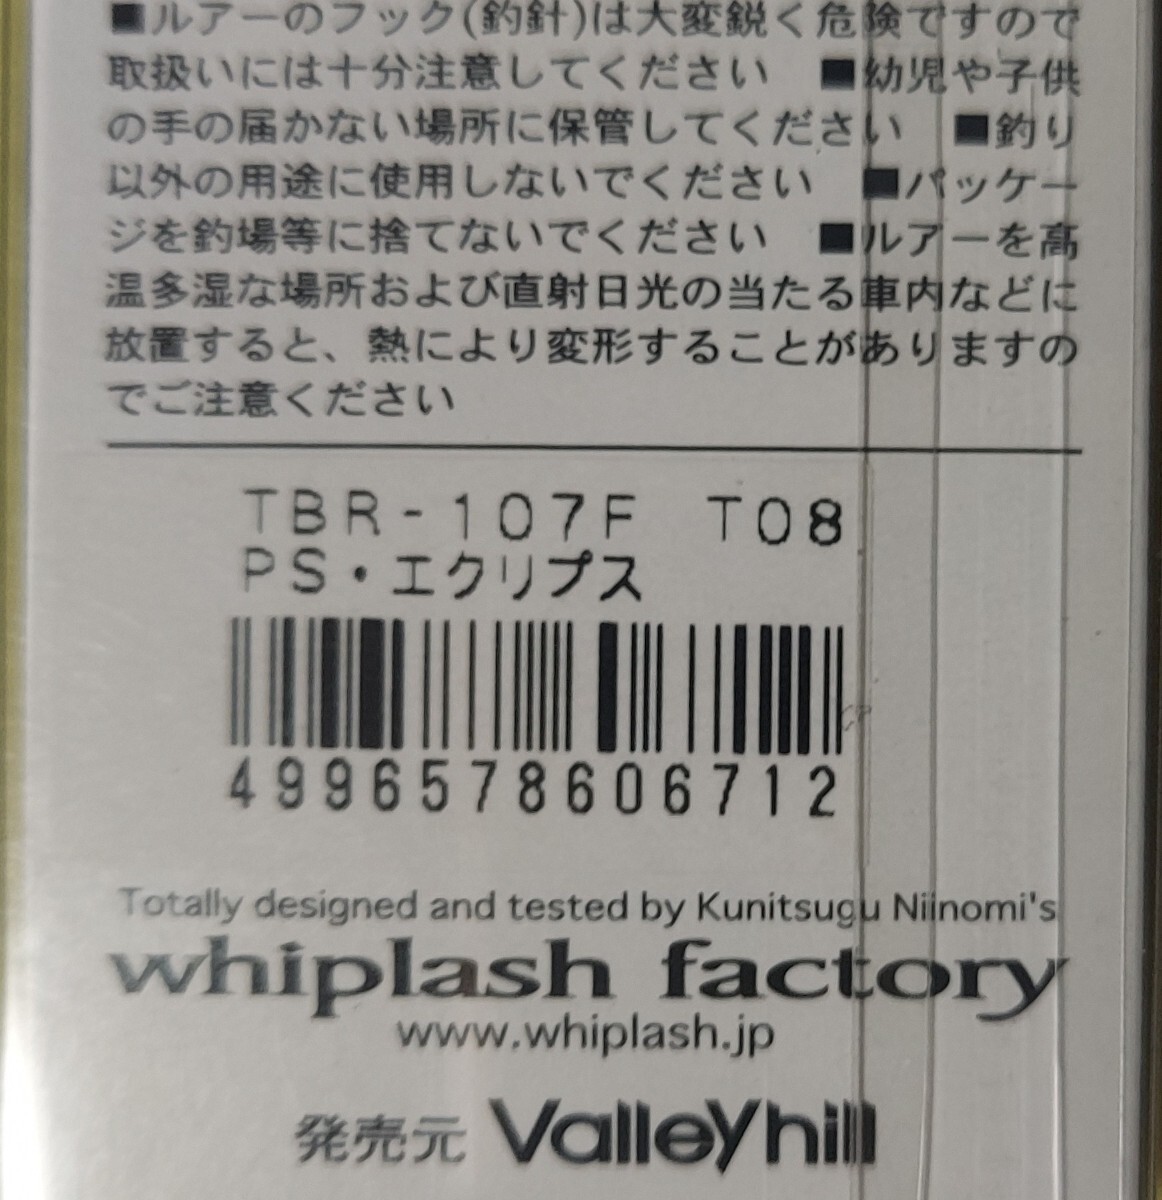 ■ルアーのフック(釣針)は大変鋭く危険ですので
取扱いには十分注意してください ■幼児や子供
の手の届かない場所に保管してください ■釣り
以外の用途に使用しないでください ■パッケー
ジを釣場等に捨てないでください ■ルアーを高
温多湿な場所および直射日光の当たる車内などに
放置すると、熱により変形することがありますの
でご注意ください
TBR-107F T08
PS・エクリプス
4996578606712
Totally designed and tested by Kunitsugu Niinomi's
whiplash factory
www.whiplash.jp
発売元 ValleyHill